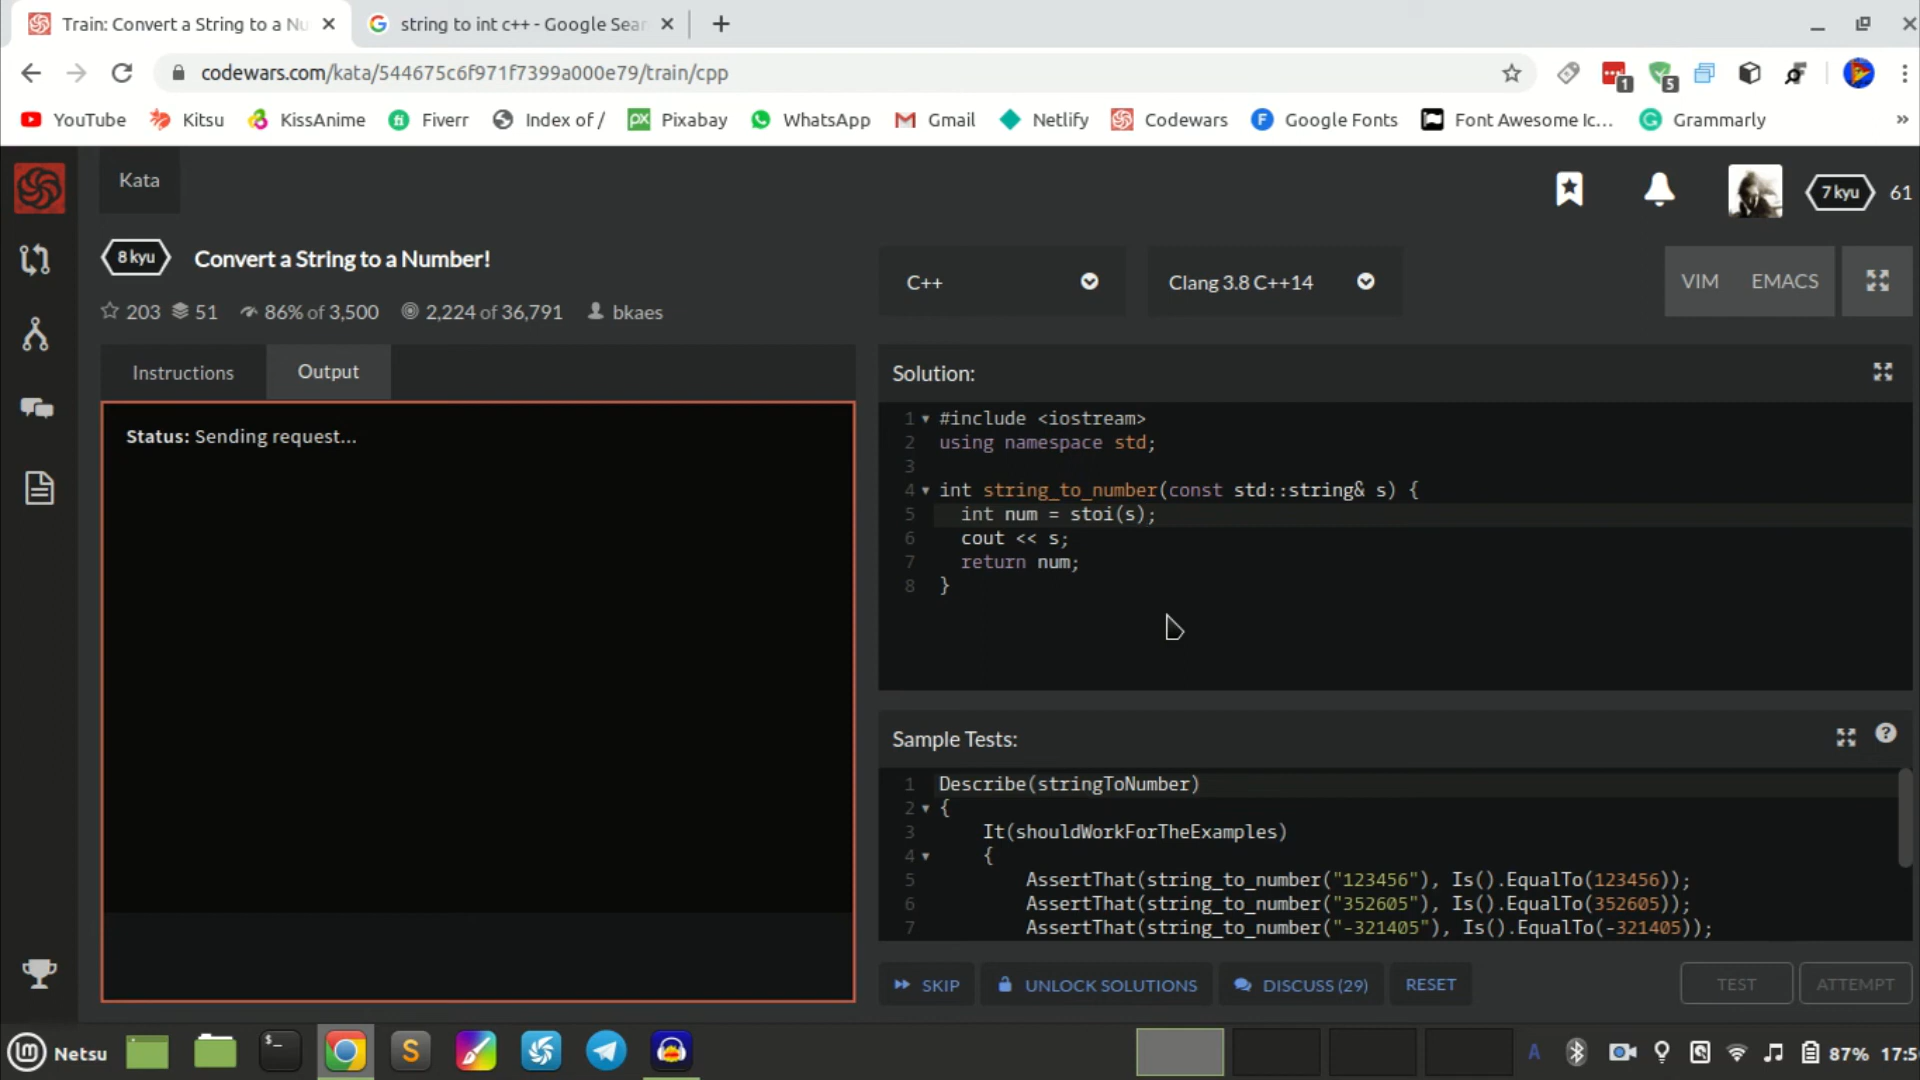 Train: Convert a String to a Nu
string to int c++ - Google Sear
codewars.com/kata/544675c6f971f7399a000e79/train/cpp
1
5
YouTube
Kitsu
KissAnime
Fiverr
Index of /
Pixabay
WhatsApp
Gmail
Netlify
Codewars
Google Fonts
Font Awesome Ic...
Grammarly
»
Kata
7 kyu
61
8 kyu
Convert a String to a Number!
203
51
86% of 3,500
2,224 of 36,791
bkaes
C++
Clang 3.8 C++14
VIM
EMACS
Instructions
Output
Status: Sending request...
Solution:
1 #include <iostream>
2 using namespace std;
3
4 int string_to_number(const std::string& s) {
5 int num = stoi(s);
6 cout << s;
7 return num;
8 }
Sample Tests:
1 Describe(stringToNumber)
2 {
3 It(shouldWorkForTheExamples)
4 {
5 AssertThat(string_to_number("123456"), Is().EqualTo(123456));
6 AssertThat(string_to_number("352605"), Is().EqualTo(352605));
7 AssertThat(string_to_number("-321405"), Is().EqualTo(-321405));
SKIP
UNLOCK SOLUTIONS
DISCUSS (29)
RESET
TEST
ATTEMPT
Netsu
A
87%
17:5